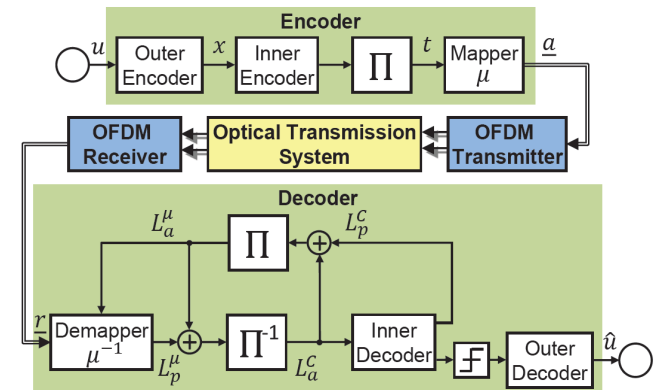 Encoder
u
Outer Encoder
x
Inner Encoder
∏
t
Mapper μ
a
OFDM Receiver
Optical Transmission System
OFDM Transmitter
Decoder
L_a^μ
∏
+
L_p^C
r
Demapper μ⁻¹
L_p^μ
+
∏⁻¹
L_a^C
Inner Decoder
Outer Decoder
û